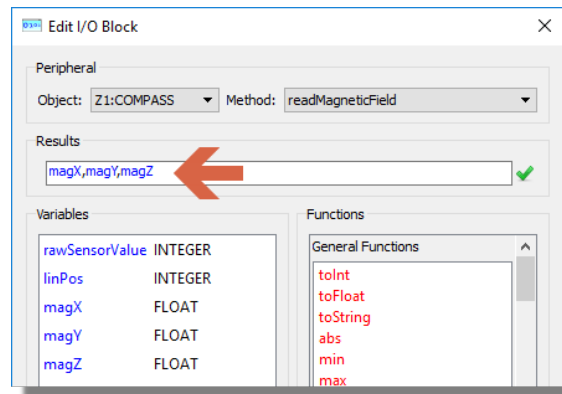 Edit I/O Block
Peripheral
Object: Z1:COMPASS Method: readMagneticField
Results
magX,magY,magZ
Variables
rawSensorValue INTEGER
linPos INTEGER
magX FLOAT
magY FLOAT
magZ FLOAT
Functions
General Functions
toInt
toFloat
toString
abs
min
max